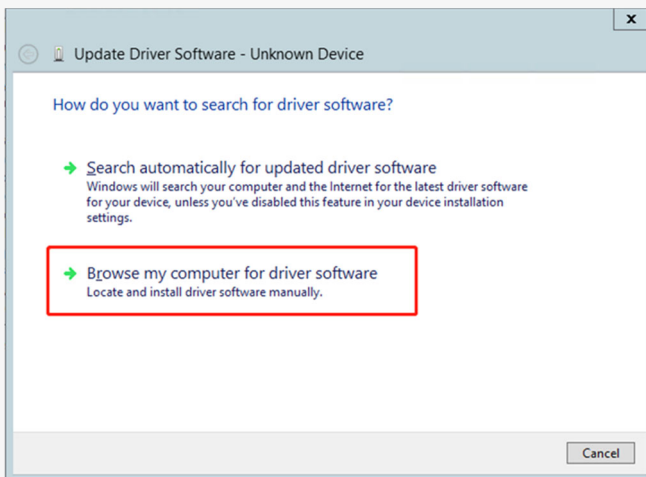 x
Update Driver Software - Unknown Device
How do you want to search for driver software?
Search automatically for updated driver software
Windows will search your computer and the Internet for the latest driver software
for your device, unless you've disabled this feature in your device installation
settings.
Browse my computer for driver software
Locate and install driver software manually.
Cancel